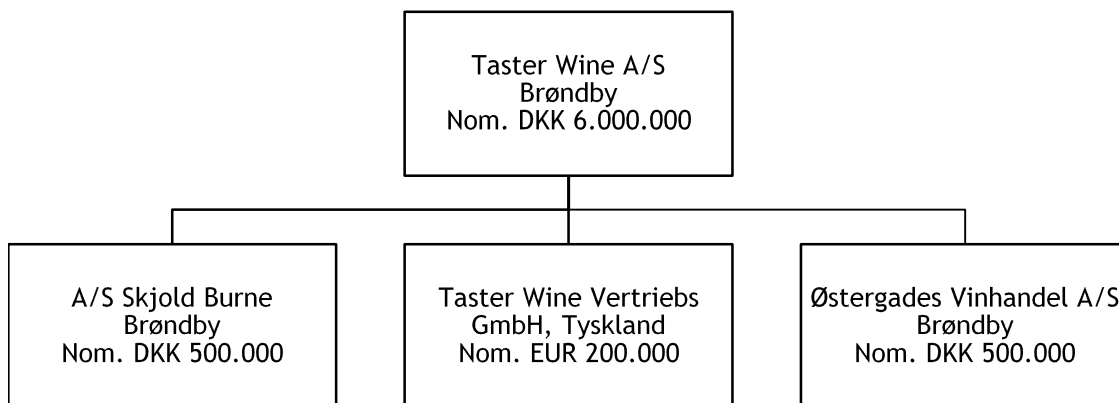 Taster Wine A/S
Brøndby
Nom. DKK 6.000.000
A/S Skjold Burne
Brøndby
Nom. DKK 500.000
Taster Wine Vertriebs
GmbH, Tyskland
Nom. EUR 200.000
Østergades Vinhandel A/S
Brøndby
Nom. DKK 500.000